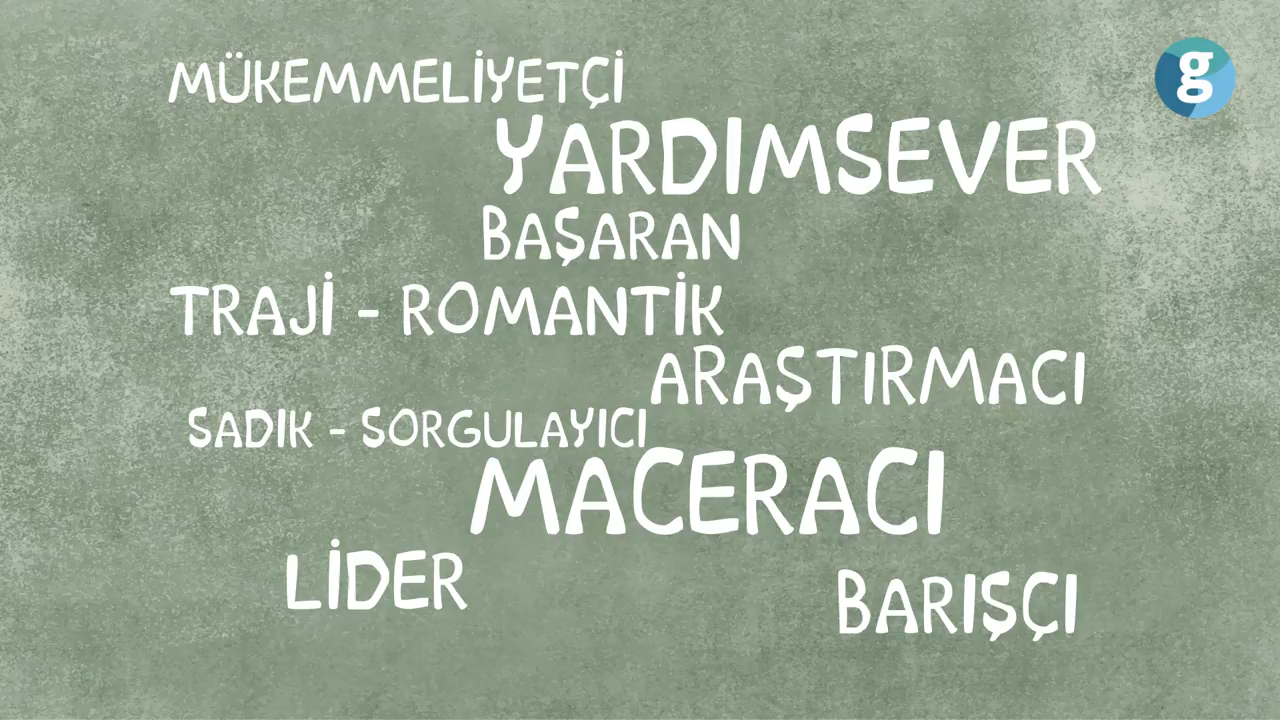 g
MÜKEMMELİYETÇİ
YARDIMSEVER
BAŞARAN
TRAJİ - ROMANTİK
ARAŞTIRMACI
SADIK - SORGULAYICI
MACERACI
LİDER
BARIŞÇI